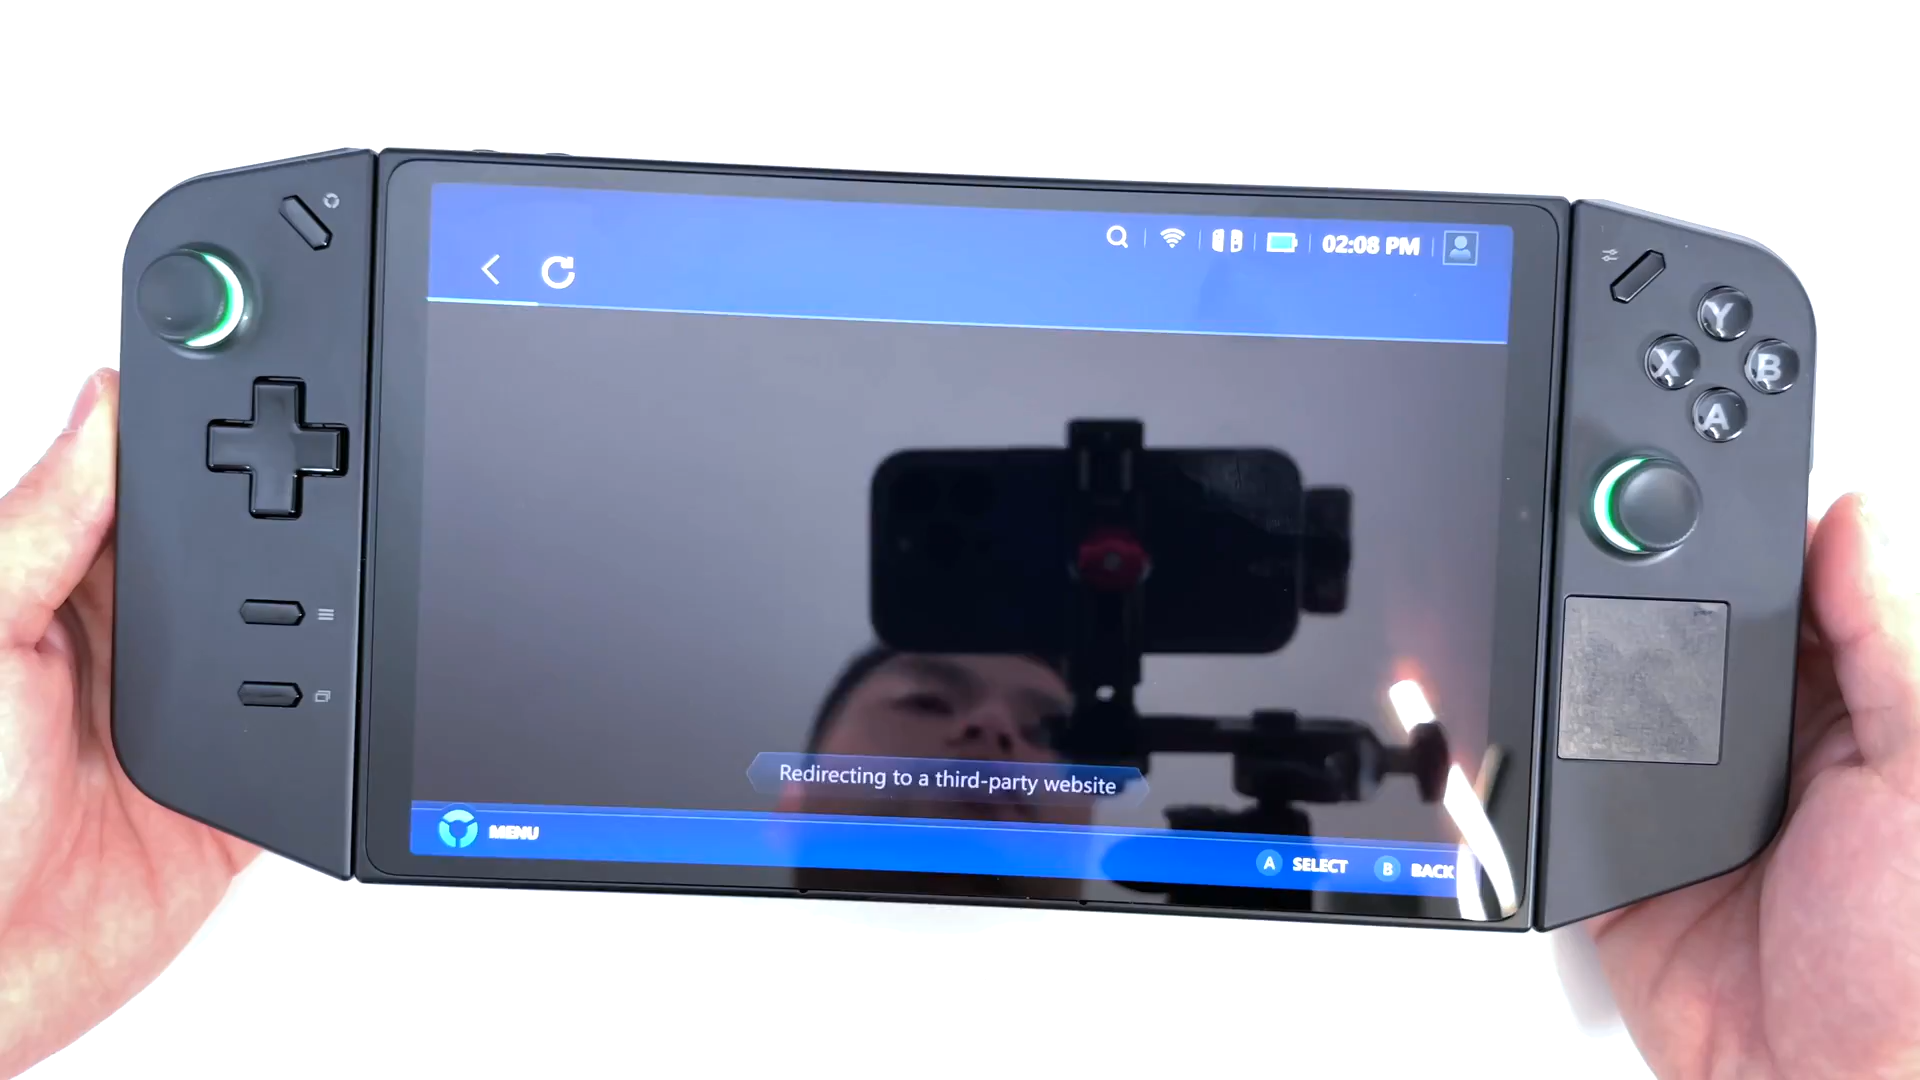 02:08 PM
Y
X
B
A
Redirecting to a third-party website
MENU
A SELECT B BACK